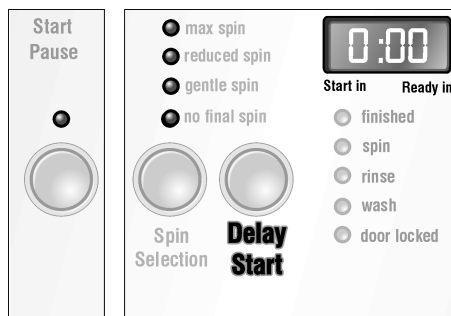 Start
Pause
max spin
reduced spin
gentle spin
no final spin
Spin
Selection
Delay
Start
0:00
Start in Ready in
finished
spin
rinse
wash
door locked